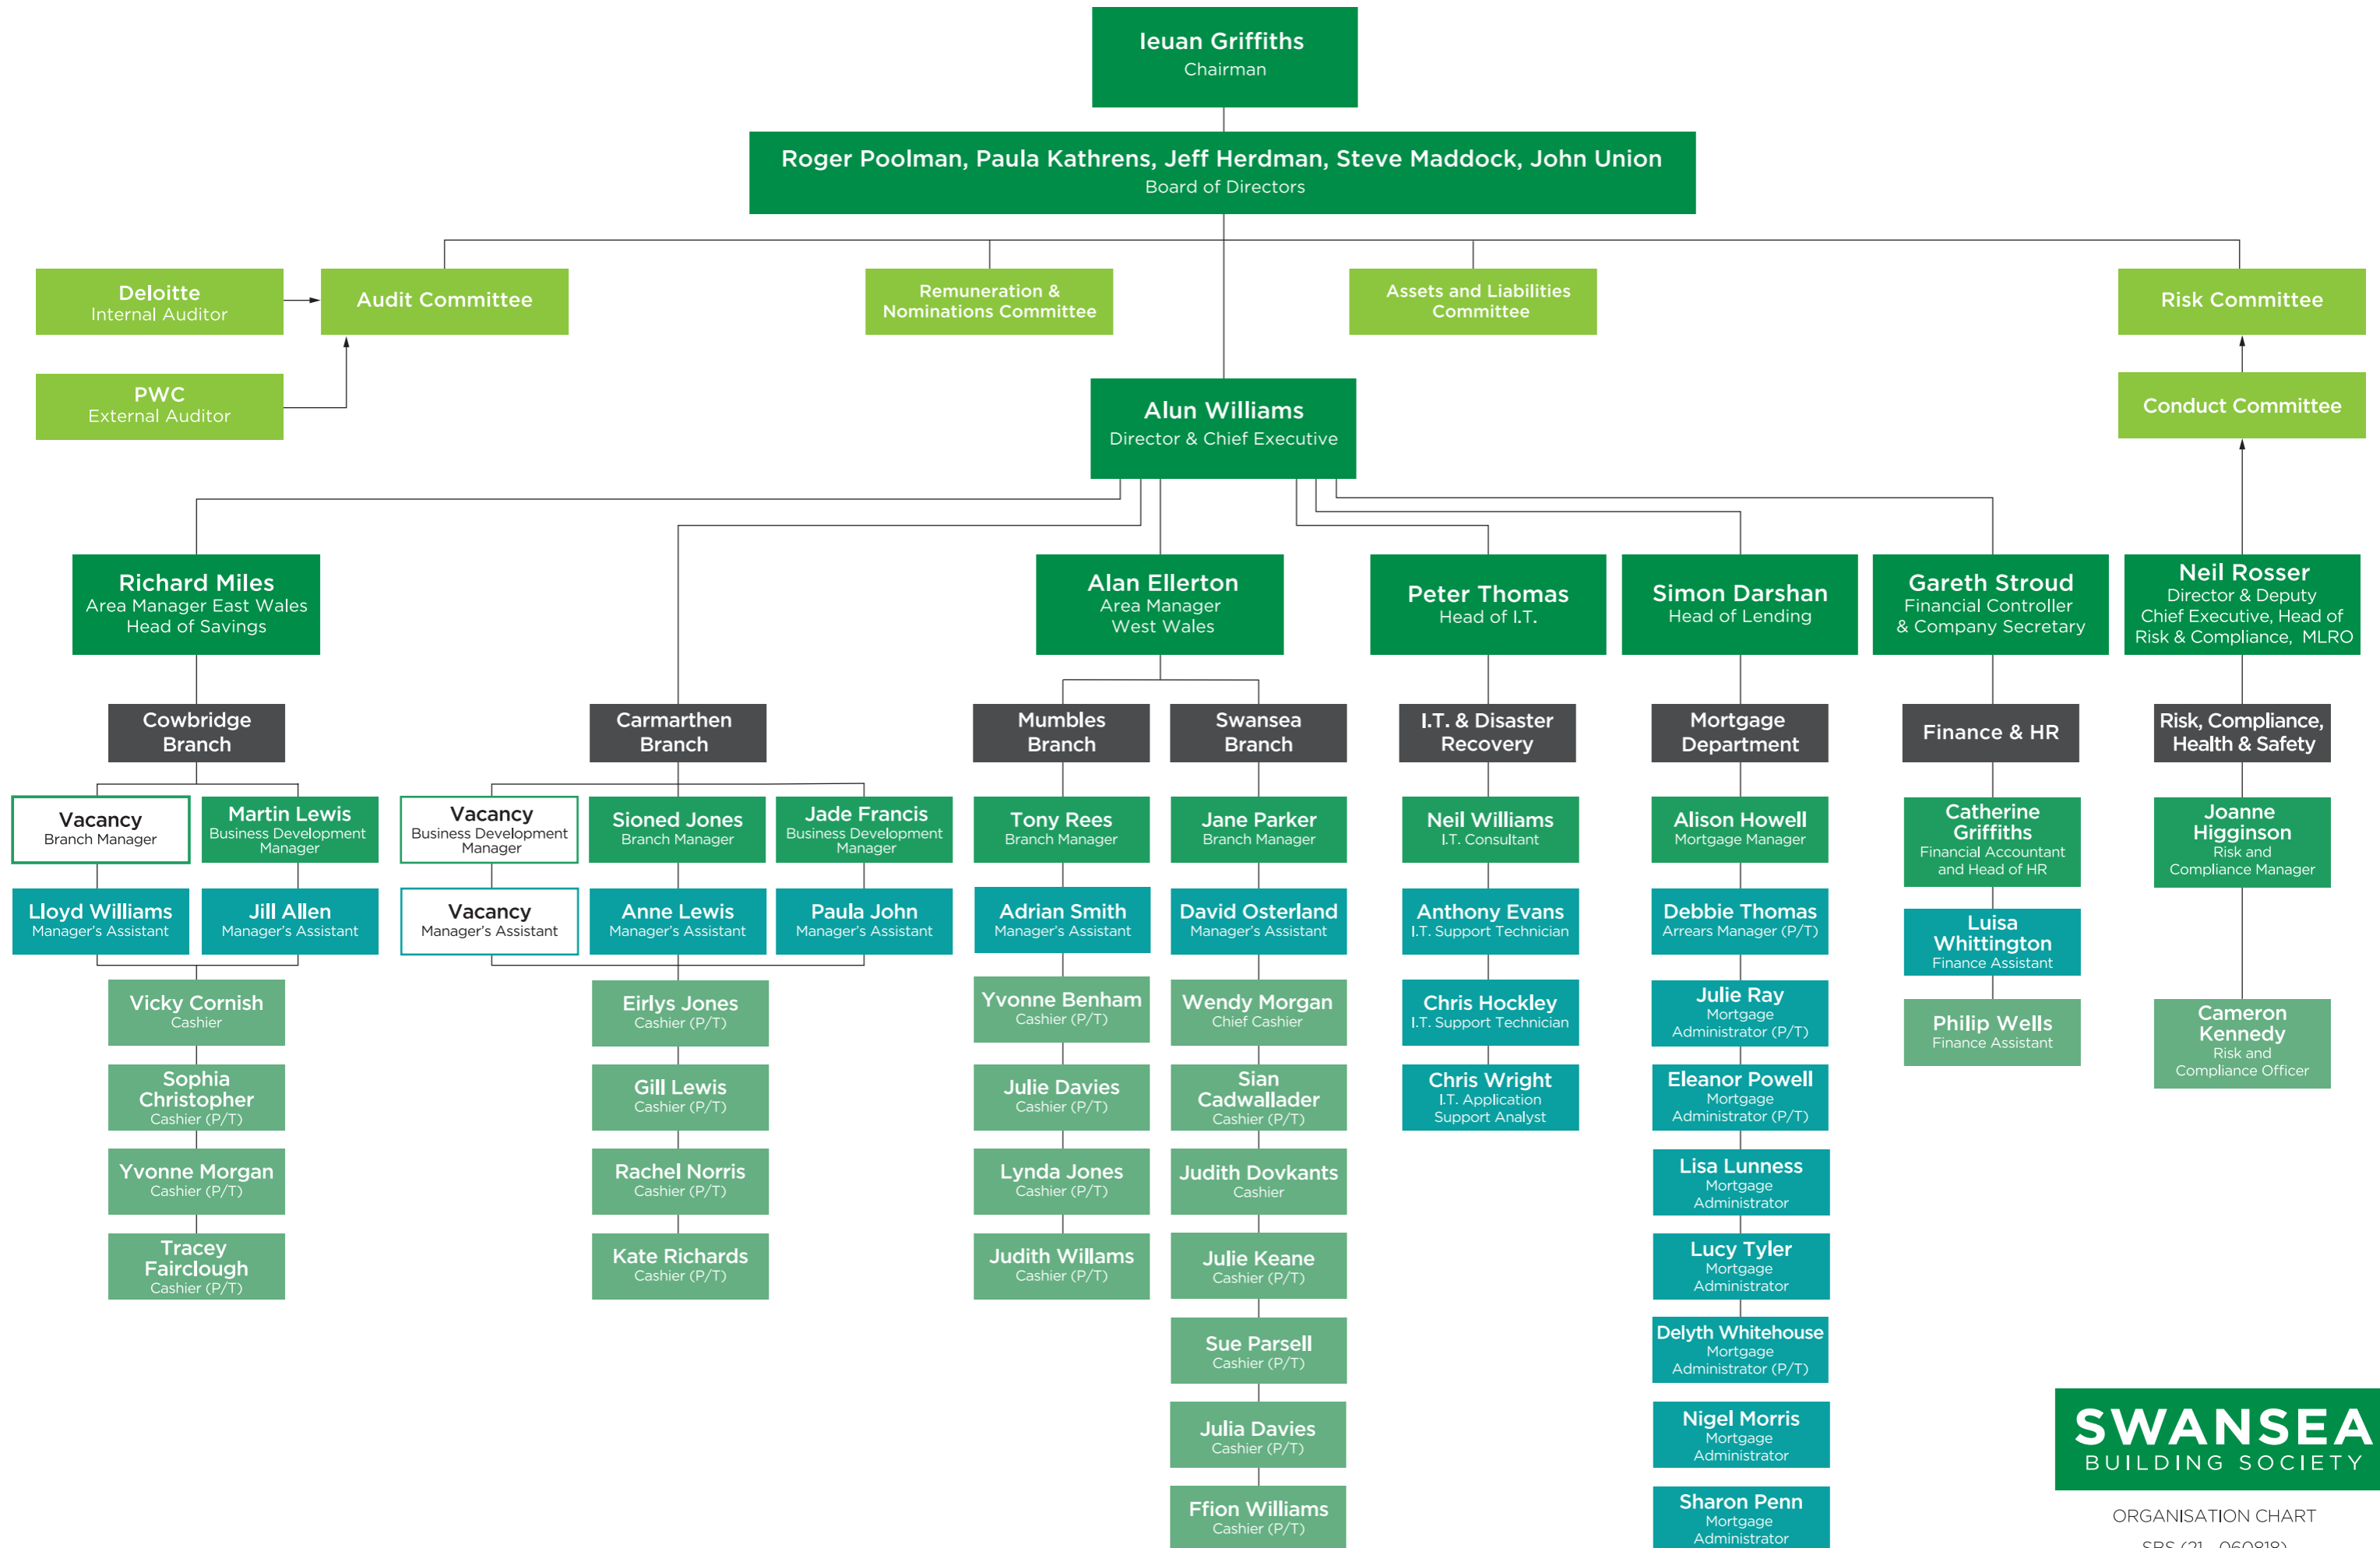 Ieuan Griffiths
Chairman
Roger Poolman, Paula Kathrens, Jeff Herdman, Steve Maddock, John Union
Board of Directors
Deloitte
Internal Auditor
Audit Committee
Remuneration &
Nominations Committee
Assets and Liabilities
Committee
Risk Committee
PWC
External Auditor
Conduct Committee
Alun Williams
Director & Chief Executive
Richard Miles
Area Manager East Wales
Head of Savings
Alan Ellerton
Area Manager
West Wales
Peter Thomas
Head of I.T.
Simon Darshan
Head of Lending
Gareth Stroud
Financial Controller
& Company Secretary
Neil Rosser
Director & Deputy
Chief Executive, Head of
Risk & Compliance, MLRO
Cowbridge
Branch
Vacancy
Branch Manager
Martin Lewis
Business Development
Manager
Lloyd Williams
Manager's Assistant
Jill Allen
Manager's Assistant
Vicky Cornish
Cashier
Sophia
Christopher
Cashier (P/T)
Yvonne Morgan
Cashier (P/T)
Tracey
Fairclough
Cashier (P/T)
Carmarthen
Branch
Vacancy
Business Development
Manager
Sioned Jones
Branch Manager
Jade Francis
Business Development
Manager
Vacancy
Manager's Assistant
Anne Lewis
Manager's Assistant
Paula John
Manager's Assistant
Eirlys Jones
Cashier (P/T)
Gill Lewis
Cashier (P/T)
Rachel Norris
Cashier (P/T)
Kate Richards
Cashier (P/T)
Mumbles
Branch
Tony Rees
Branch Manager
Adrian Smith
Manager's Assistant
Yvonne Benham
Cashier (P/T)
Julie Davies
Cashier (P/T)
Lynda Jones
Cashier (P/T)
Judith Willams
Cashier (P/T)
Swansea
Branch
Jane Parker
Branch Manager
David Osterland
Manager's Assistant
Wendy Morgan
Chief Cashier
Sian
Cadwallader
Cashier (P/T)
Judith Dovkants
Cashier
Julie Keane
Cashier (P/T)
Sue Parsell
Cashier (P/T)
Julia Davies
Cashier (P/T)
Ffion Williams
Cashier (P/T)
I.T. & Disaster
Recovery
Neil Williams
I.T. Consultant
Anthony Evans
I.T. Support Technician
Chris Hockley
I.T. Support Technician
Chris Wright
I.T. Application
Support Analyst
Mortgage
Department
Alison Howell
Mortgage Manager
Debbie Thomas
Arrears Manager (P/T)
Julie Ray
Mortgage
Administrator (P/T)
Eleanor Powell
Mortgage
Administrator (P/T)
Lisa Lunness
Mortgage
Administrator
Lucy Tyler
Mortgage
Administrator
Delyth Whitehouse
Mortgage
Administrator (P/T)
Nigel Morris
Mortgage
Administrator
Sharon Penn
Mortgage
Administrator
Finance & HR
Catherine
Griffiths
Financial Accountant
and Head of HR
Luisa
Whittington
Finance Assistant
Philip Wells
Finance Assistant
Risk, Compliance,
Health & Safety
Joanne
Higginson
Risk and
Compliance Manager
Cameron
Kennedy
Risk and
Compliance Officer
SWANSEA
BUILDING SOCIETY
ORGANISATION CHART
SBS (21 - 060818)